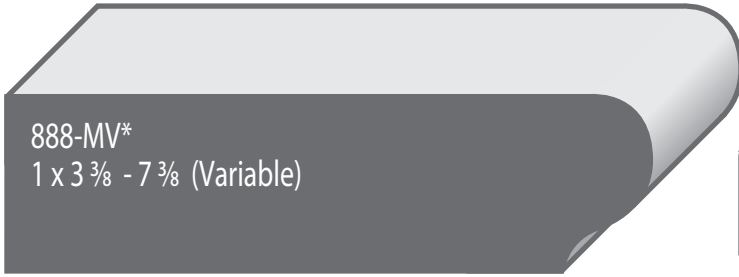 888-MV*
1 x 3 ⅜ - 7 ⅜ (Variable)